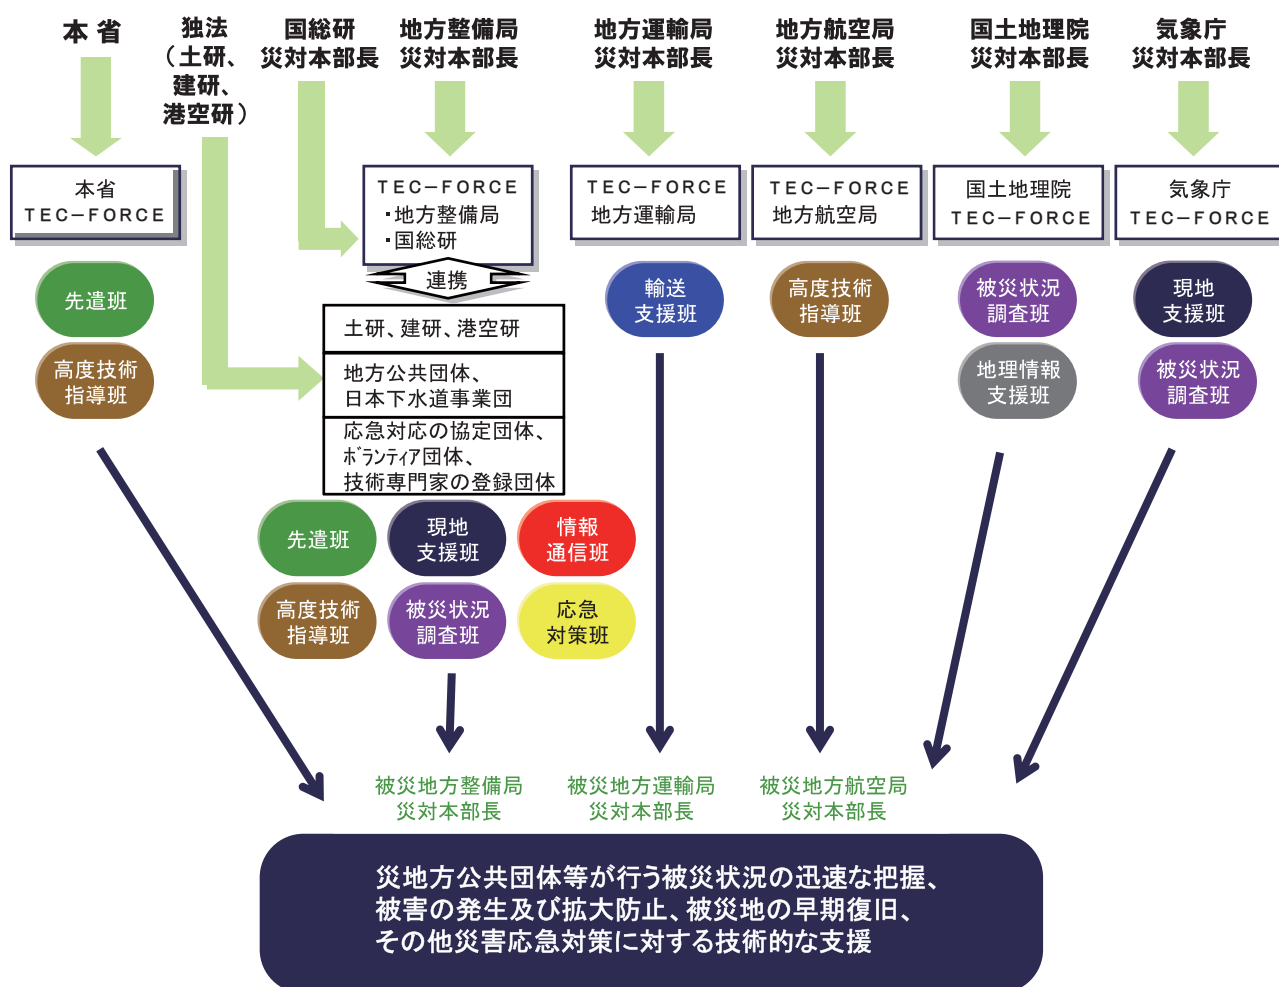 本省
独法
（土研、
建研、
港空研）
国総研
災対本部長
地方整備局
災対本部長
地方運輸局
災対本部長
地方航空局
災対本部長
国土地理院
災対本部長
気象庁
災対本部長
本省
TEC－FORCE
TEC－FORCE
・地方整備局
・国総研
TEC－FORCE
地方運輸局
TEC－FORCE
地方航空局
国土地理院
TEC－FORCE
気象庁
TEC－FORCE
連携
土研、建研、港空研
地方公共団体、
日本下水道事業団
応急対応の協定団体、
ﾎﾞﾗﾝティア団体、
技術専門家の登録団体
先遣班
高度技術
指導班
先遣班
現地
支援班
情報
通信班
高度技術
指導班
被災状況
調査班
応急
対策班
輸送
支援班
高度技術
指導班
被災状況
調査班
地理情報
支援班
現地
支援班
被災状況
調査班
被災地方整備局
災対本部長
被災地方運輸局
災対本部長
被災地方航空局
災対本部長
災地方公共団体等が行う被災状況の迅速な把握、
被害の発生及び拡大防止、被災地の早期復旧、
その他災害応急対策に対する技術的な支援